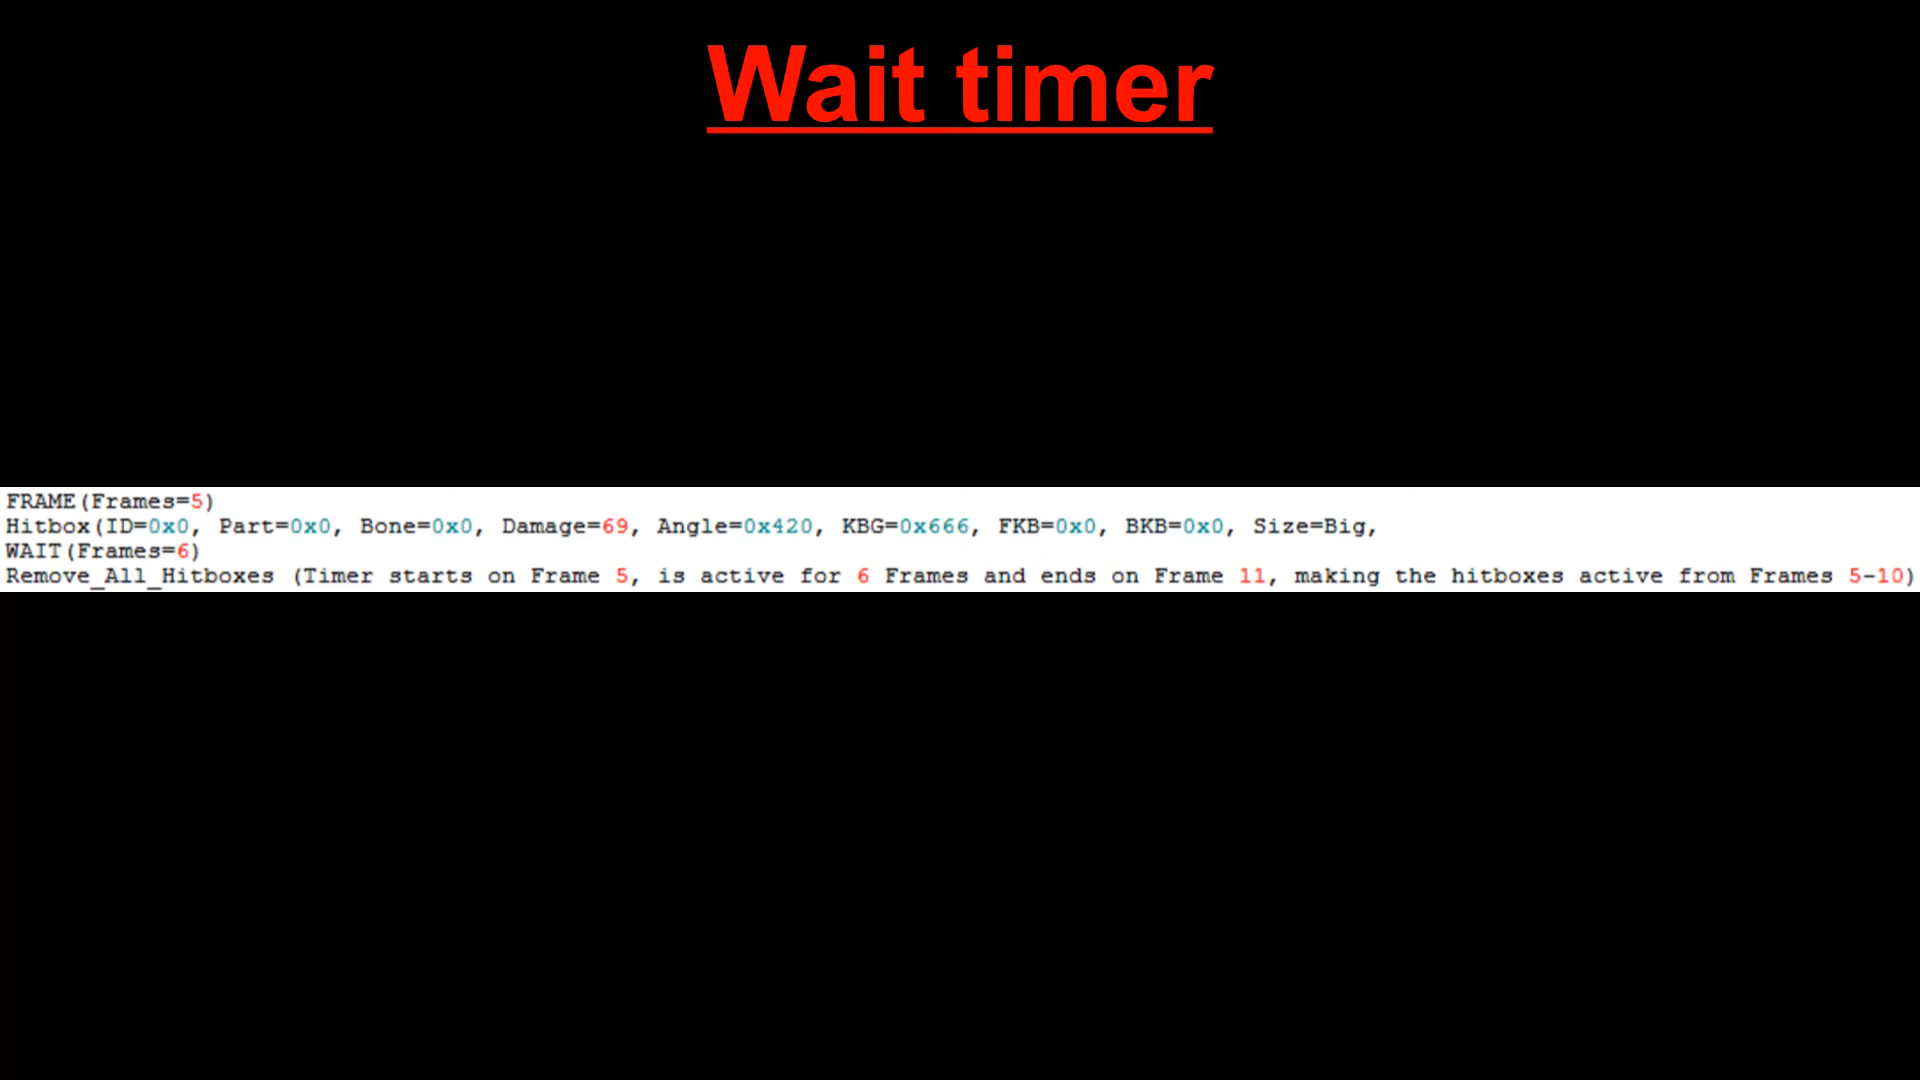 Wait timer
FRAME(Frames=5)
Hitbox(ID=0x0, Part=0x0, Bone=0x0, Damage=69, Angle=0x420, KBG=0x666, FKB=0x0, BKB=0x0, Size=Big,
WAIT(Frames=6)
Remove_All_Hitboxes (Timer starts on Frame 5, is active for 6 Frames and ends on Frame 11, making the hitboxes active from Frames 5-10)